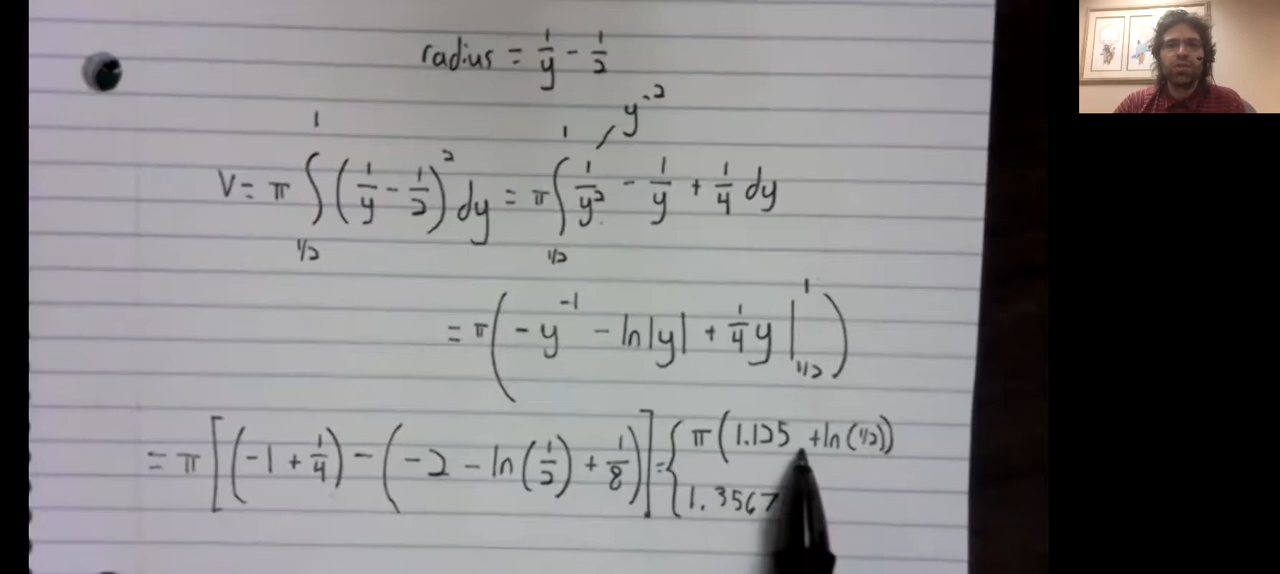 radius = 1/y - 1/2
V = π ∫_{1/2}^{1} (1/y - 1/2)^2 dy = π ∫_{1/2}^{1} 1/y^2 - 1/y + 1/4 dy
y^-2
= π( -y^-1 - ln|y| + 1/4 y |_{1/2}^{1} )
= π[(-1 + 1/4) - (-2 - ln(1/2) + 1/8)] = { π(1.125 + ln(1/2))
1.3567